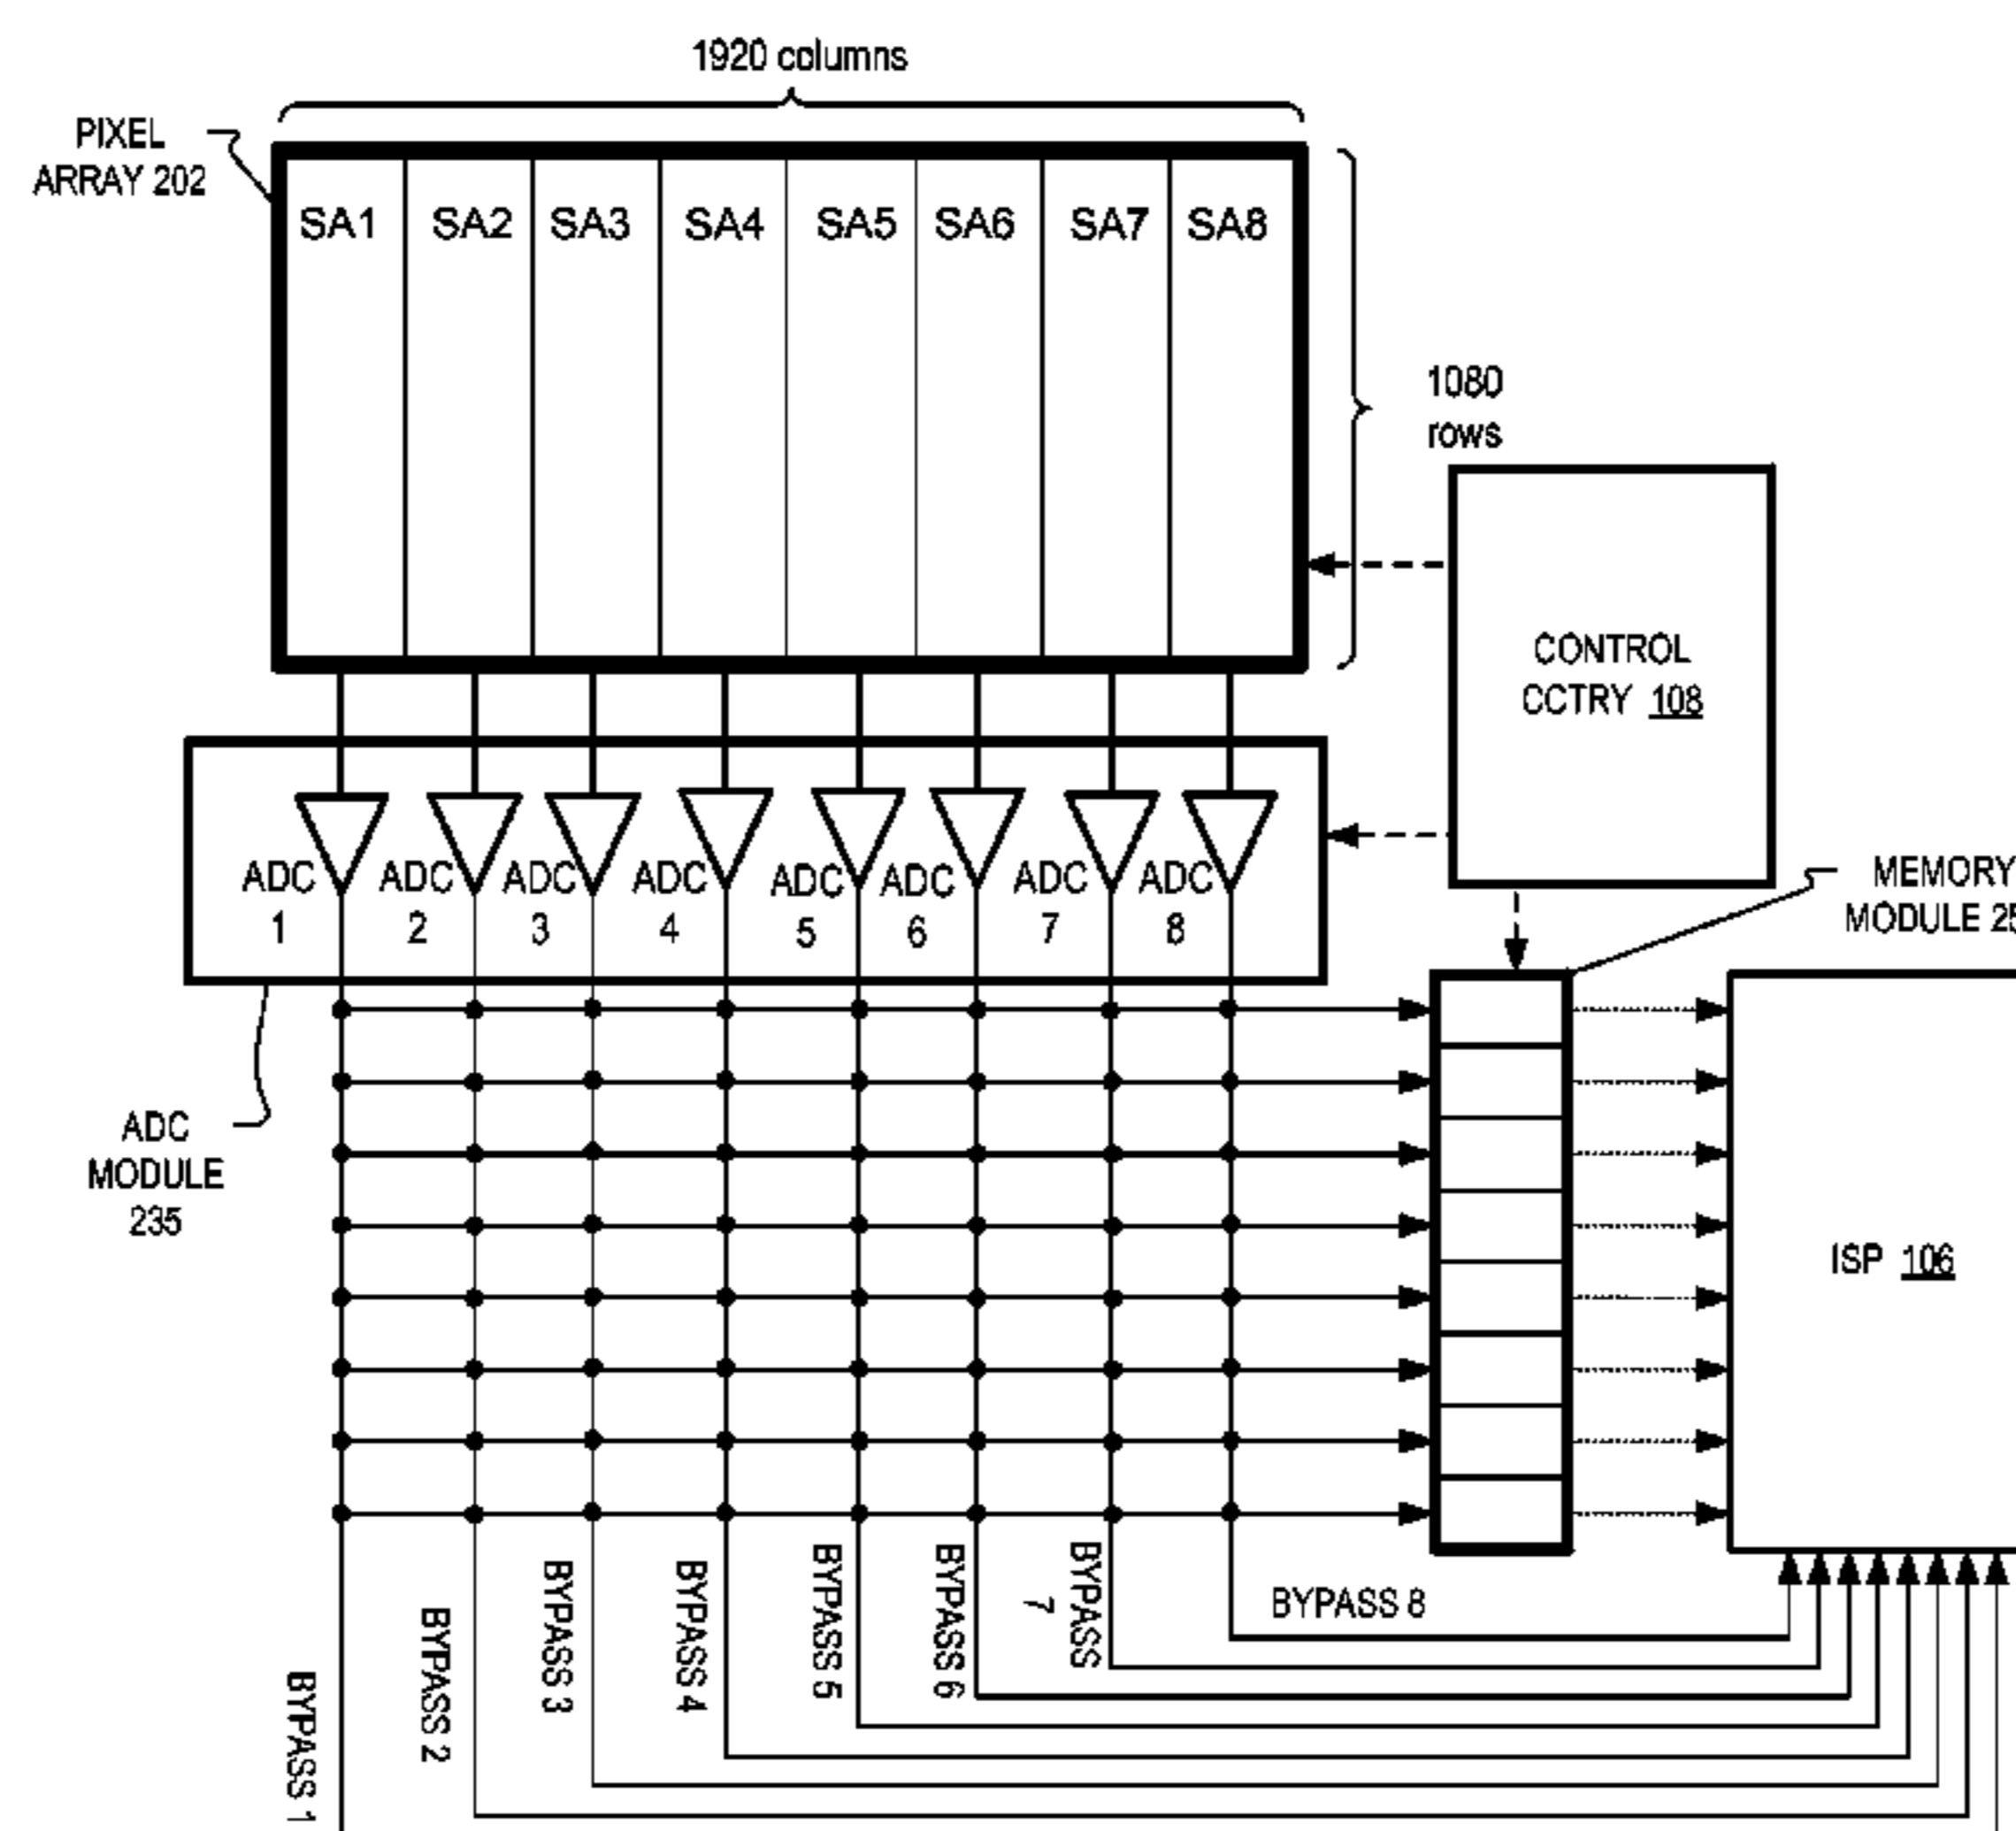 1920 columns
PIXEL
ARRAY 202
SA1 SA2 SA3 SA4 SA5 SA6 SA7 SA8
1080
rows
CONTROL
CCTRY 108
ADC ADC ADC ADC ADC ADC ADC ADC
1 2 3 4 5 6 7 8
MEMORY
MODULE 25
ADC
MODULE
235
ISP 106
BYPASS 1
BYPASS 2
BYPASS 3
BYPASS 4
BYPASS 5
BYPASS 6
BYPASS
7
BYPASS 8